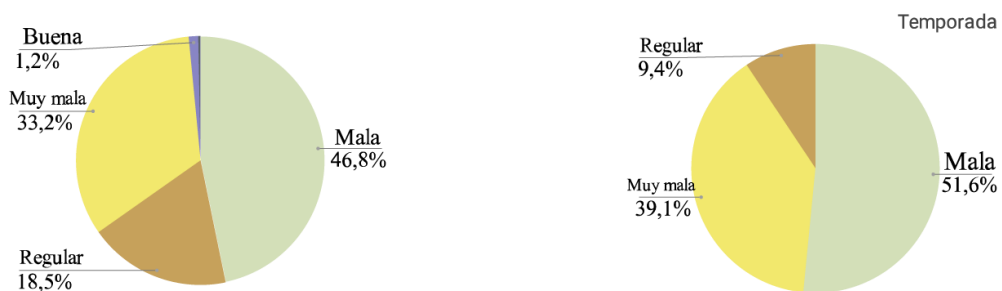 Buena
1,2%
Muy mala
33,2%
Mala
46,8%
Regular
18,5%
Temporada
Regular
9,4%
Muy mala
39,1%
Mala
51,6%